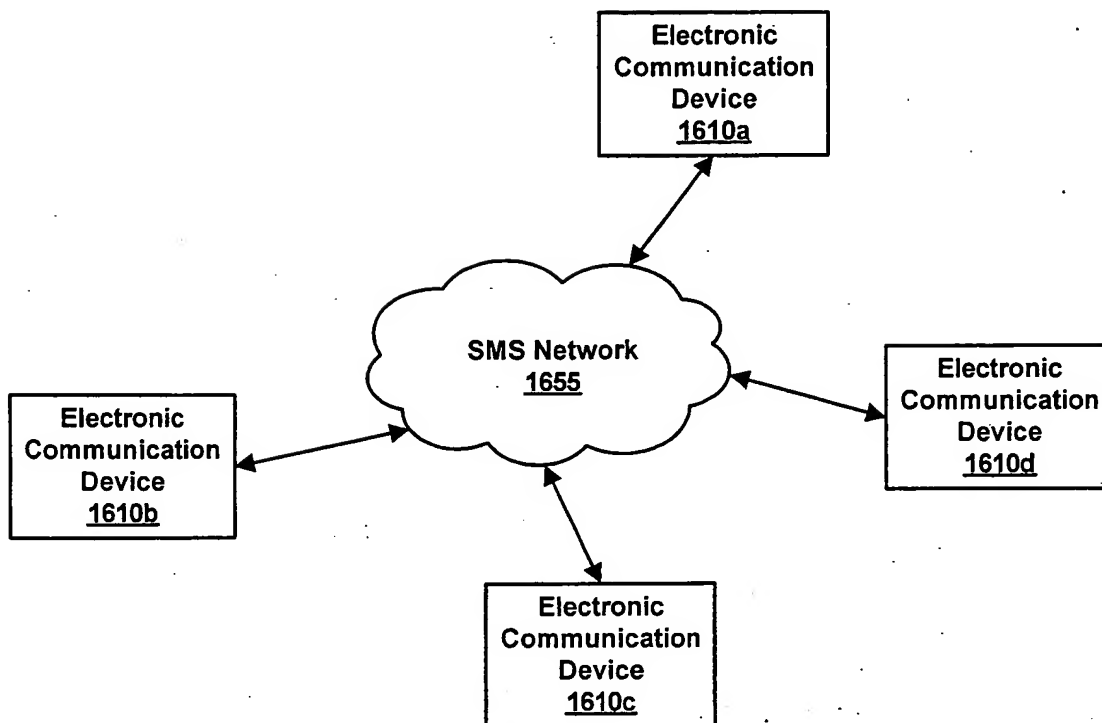 Electronic
Communication
Device
1610a
SMS Network
1655
Electronic
Communication
Device
1610d
Electronic
Communication
Device
1610b
Electronic
Communication
Device
1610c